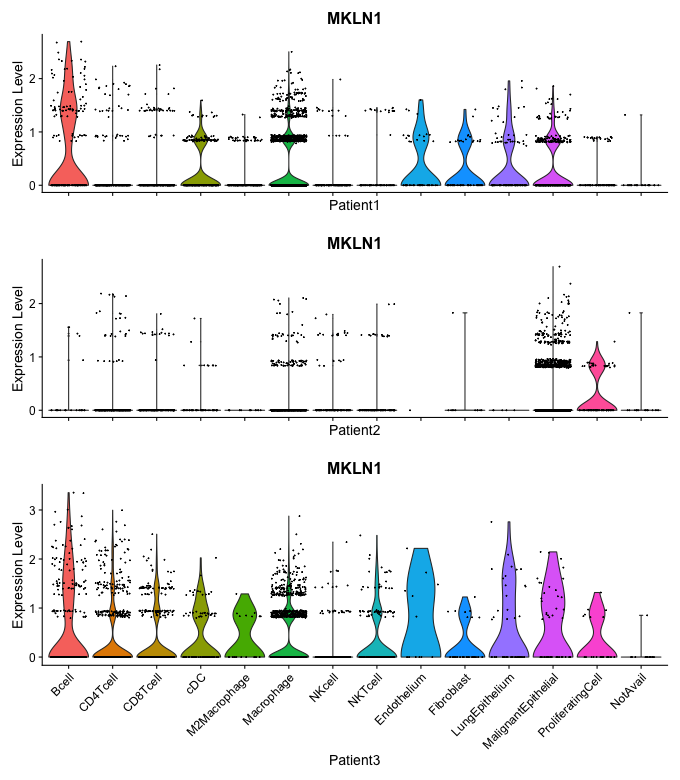 MKLN1
Expression Level
2
1
0
Patient1
MKLN1
Expression Level
2
1
0
Patient2
MKLN1
Expression Level
3
2
1
0
Bcell
CD4Tcell
CD8Tcell
cDC
M2Macrophage
Macrophage
NKcell
NKTcell
Endothelium
Fibroblast
LungEpithelium
MalignantEpithelial
ProliferatingCell
NotAvail
Patient3